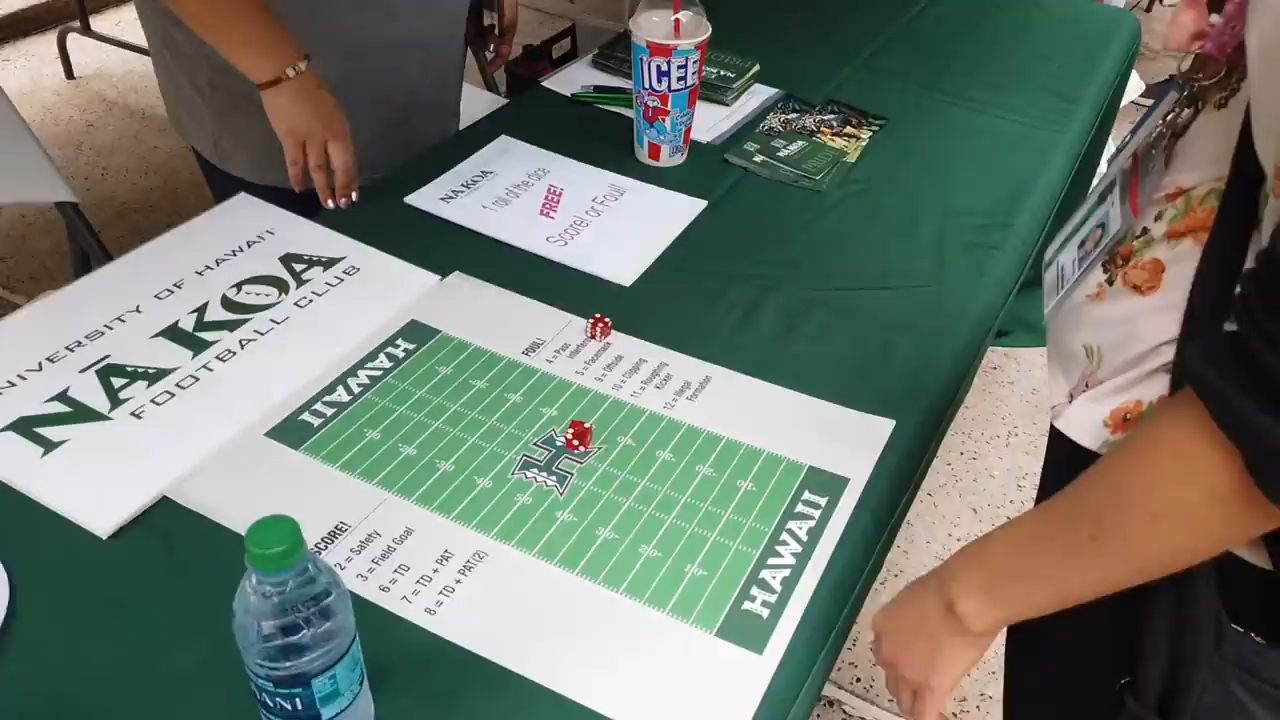 ICEE
NĀ KOA
1 roll of the dice
FREE!
Score! or Foul!
UNIVERSITY OF HAWAI'I
NĀ KOA
FOOTBALL CLUB
HAWAII
FOUL!
4 = Pass
5 = Facemask
9 = Offside
10 = Clipping
11 = Roughing
Kicker
12 = Illegal
Formation
H
SCORE!
2 = Safety
3 = Field Goal
6 = TD
7 = TD + PAT
8 = TD + PAT(2)
HAWAII